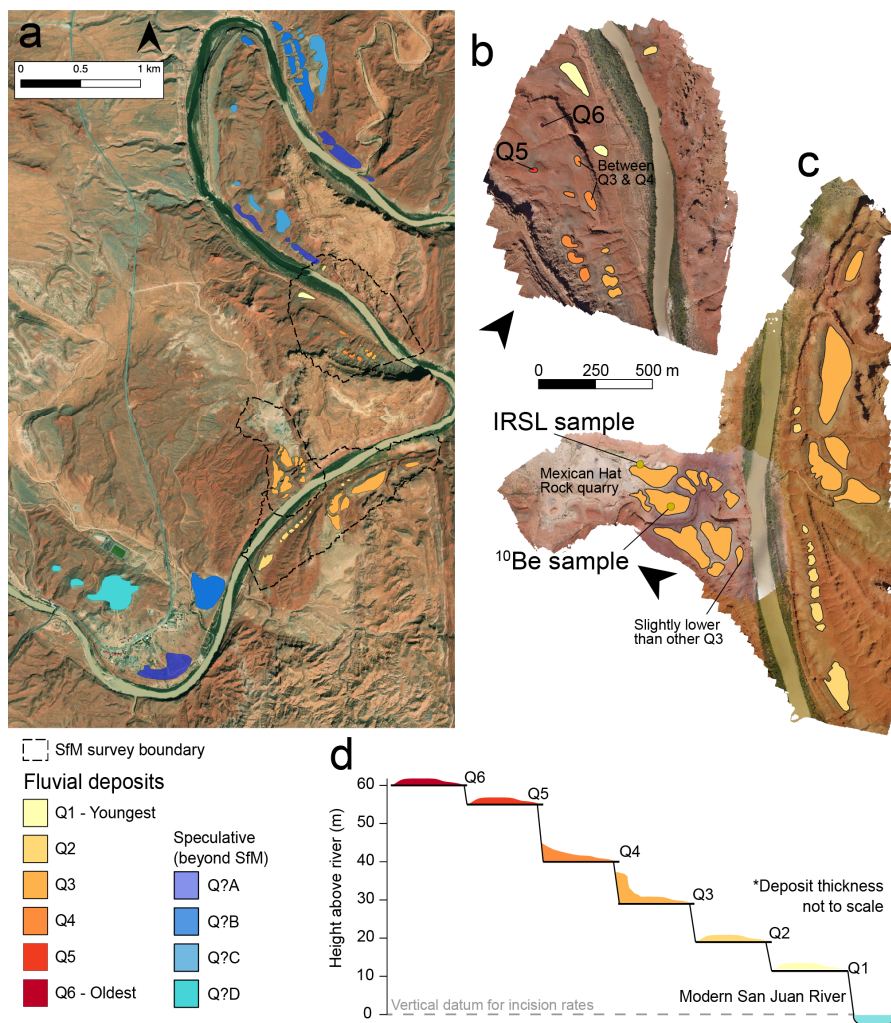 a
0 0.5 1 km
b
Q6
Q5
Between
Q3 & Q4
c
0 250 500 m
IRSL sample
Mexican Hat
Rock quarry
¹⁰Be sample
Slightly lower
than other Q3
SfM survey boundary
Fluvial deposits
Q1 - Youngest
Q2
Q3
Q4
Q5
Q6 - Oldest
Speculative
(beyond SfM)
Q?A
Q?B
Q?C
Q?D
d
Height above river (m)
60
50
40
30
20
10
0
Q6
Q5
Q4
Q3
Q2
Q1
*Deposit thickness
not to scale
Modern San Juan River
Vertical datum for incision rates